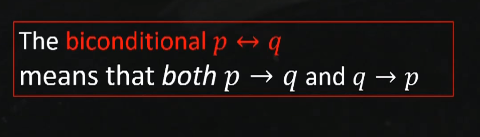 The biconditional p ↔ q
means that both p → q and q → p